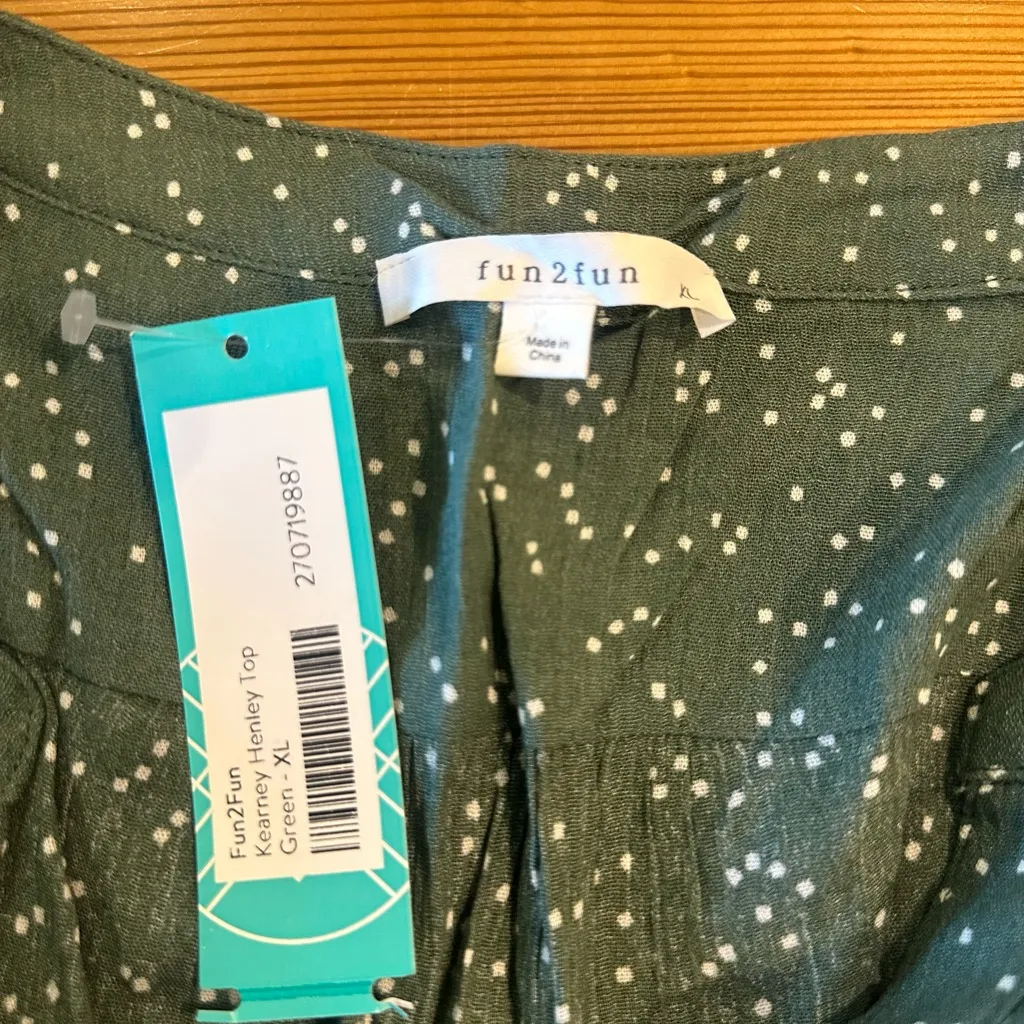 fun2fun
XL
Made in
China
270719887
Fun2Fun
Kearney Henley Top
Green - XL